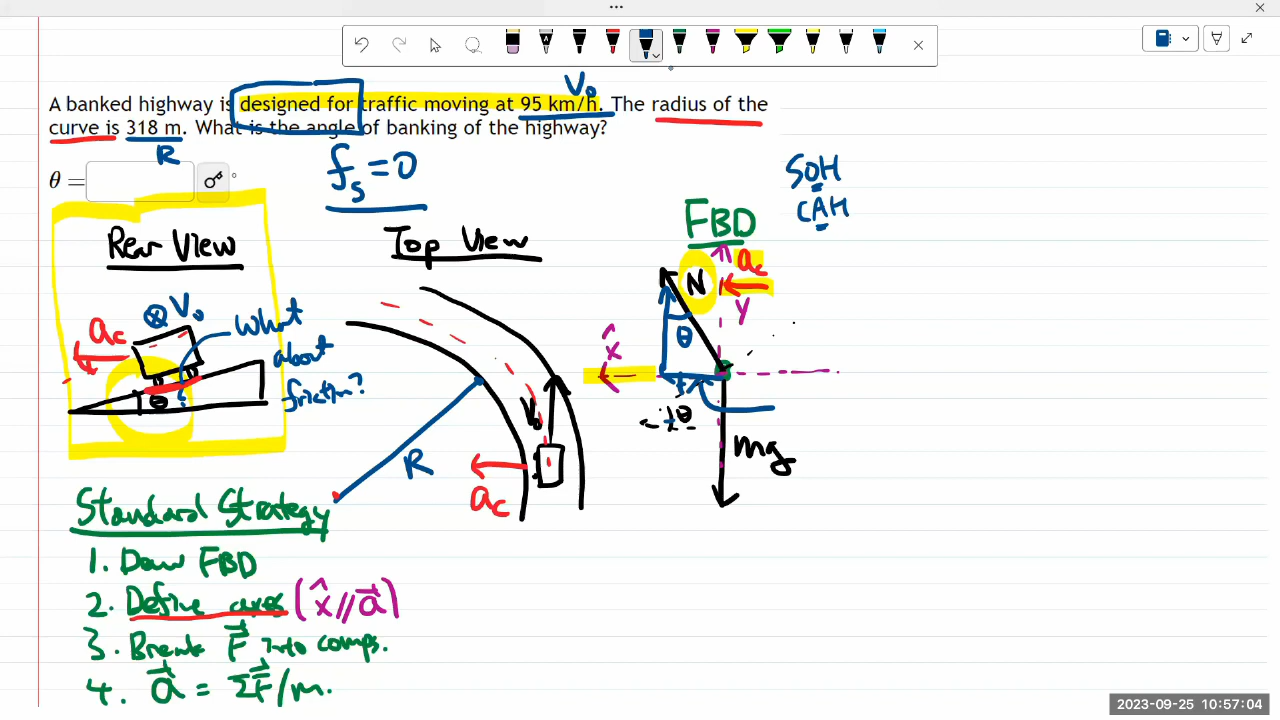 V₀
A banked highway is designed for traffic moving at 95 km/h. The radius of the
curve is 318 m. What is the angle of banking of the highway?
R
θ =
fs = 0
SOH
CAH
FBD
Rear View
Top View
N
ac
y
V₀
What
about
friction?
ac
θ
x̂
θ
θ
V₀
mg
R
ac
Standard Strategy
1. Draw FBD
2. Define axes (x̂ // a⃗)
3. Break F⃗ into comps.
4. a⃗ = ΣF⃗/m.
2023-09-25 10:57:04